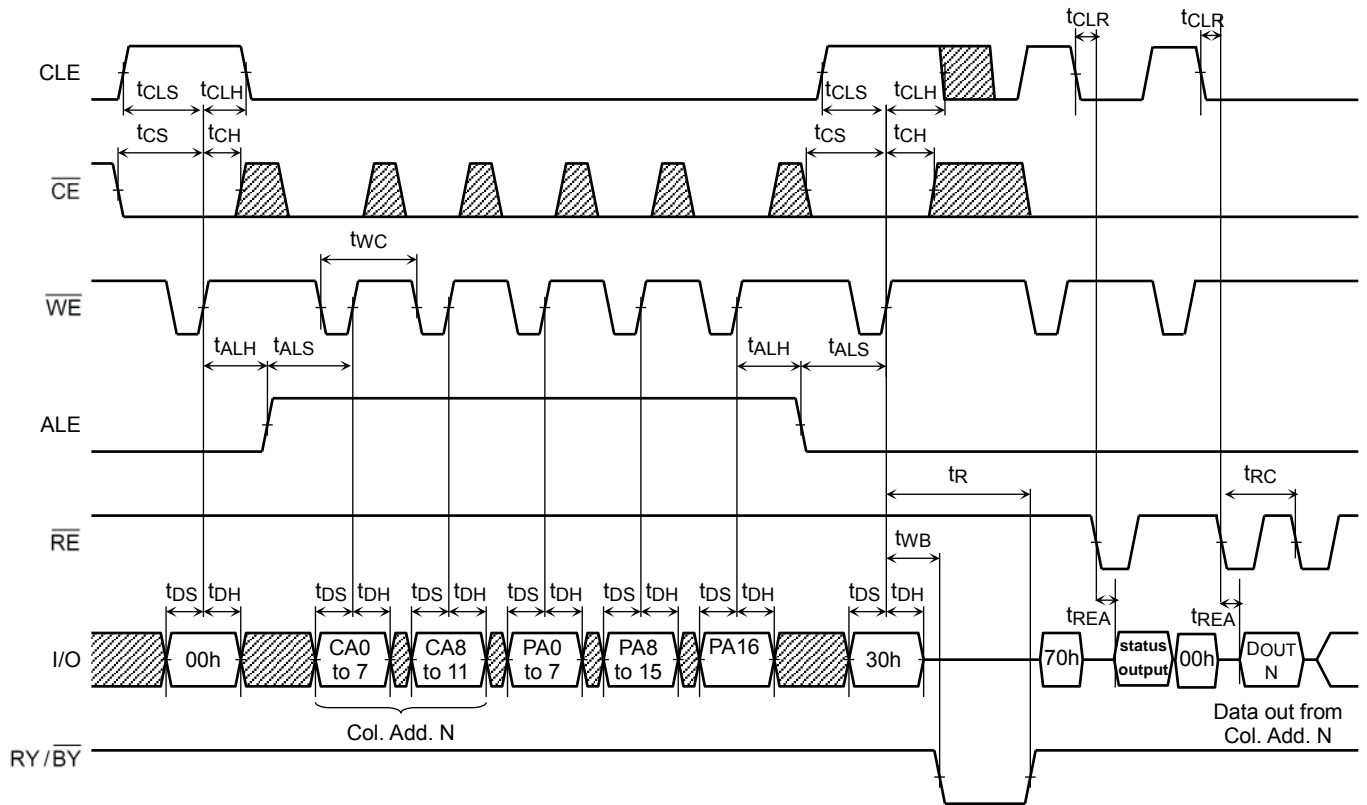 tCLR tCLR
CLE
tCLS tCLH tCLS tCLH
tCS tCH tCS tCH
CE
tWC
WE
tALH tALS tALH tALS
ALE
tR tRC
RE
tWB
tDS tDH tDS tDH tDS tDH tDS tDH tDS tDH tDS tDH tDS tDH
tREA tREA
I/O 00h CA0 to 7 CA8 to 11 PA0 to 7 PA8 to 15 PA16 30h 70h status output 00h DOUT N
Col. Add. N
Data out from
Col. Add. N
RY/BY